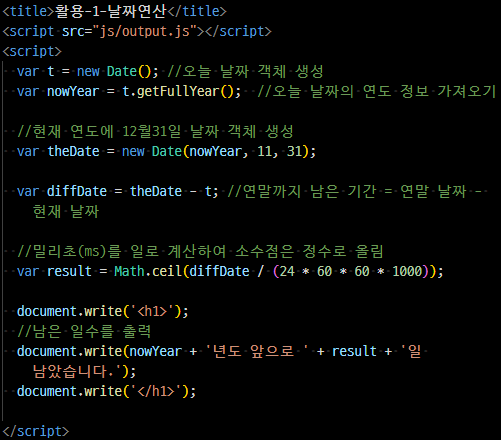 <title>활용-1-날짜연산</title>
<script src="js/output.js"></script>
<script>
var t = new Date(); //오늘 날짜 객체 생성
var nowYear = t.getFullYear();  //오늘 날짜의 연도 정보 가져오기
//현재 연도에 12월31일 날짜 객체 생성
var theDate = new Date(nowYear, 11, 31);
var diffDate = theDate - t; //연말까지 남은 기간 = 연말 날짜 -
현재 날짜
//밀리초(ms)를 일로 계산하여 소수점은 정수로 올림
var result = Math.ceil(diffDate / (24 * 60 * 60 * 1000));
document.write('<h1>');
//남은 일수를 출력
document.write(nowYear + '년도 앞으로 ' + result + '일
남았습니다.');
document.write('</h1>');
</script>